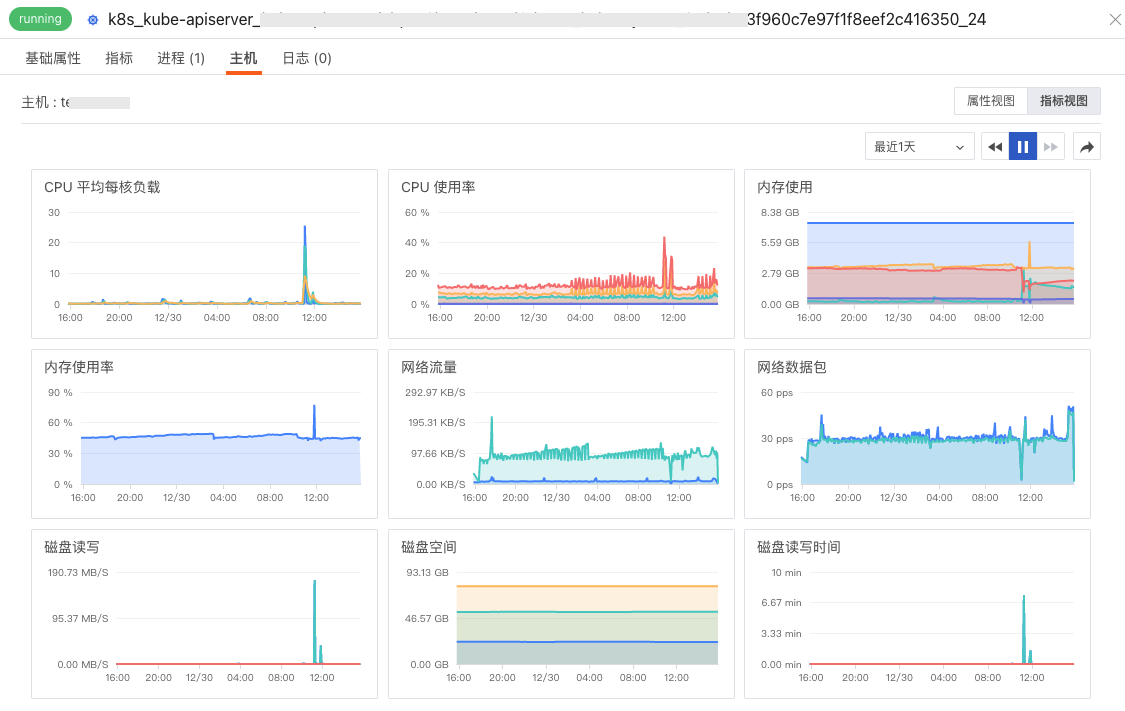 running
k8s_kube-apiserver_ 3f960c7e97f1f8eef2c416350_24
基础属性 指标 进程 (1) 主机 日志 (0)
主机 : te
属性视图 指标视图
最近1天
CPU 平均每核负载
30
20
10
0
16:00 20:00 12/30 04:00 08:00 12:00
CPU 使用率
60 %
40 %
20 %
0 %
16:00 20:00 12/30 04:00 08:00 12:00
内存使用
8.38 GB
5.59 GB
2.79 GB
0.00 GB
16:00 20:00 12/30 04:00 08:00 12:00
内存使用率
90 %
60 %
30 %
0 %
16:00 20:00 12/30 04:00 08:00 12:00
网络流量
292.97 KB/S
195.31 KB/S
97.66 KB/S
0.00 KB/S
16:00 20:00 12/30 04:00 08:00 12:00
网络数据包
60 pps
30 pps
0 pps
16:00 20:00 12/30 04:00 08:00 12:00
磁盘读写
190.73 MB/S
95.37 MB/S
0.00 MB/S
16:00 20:00 12/30 04:00 08:00 12:00
磁盘空间
93.13 GB
46.57 GB
0.00 GB
16:00 20:00 12/30 04:00 08:00 12:00
磁盘读写时间
10 min
6.67 min
3.33 min
0.00 min
16:00 20:00 12/30 04:00 08:00 12:00